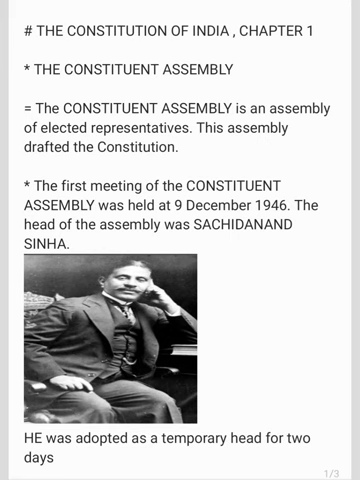 # THE CONSTITUTION OF INDIA , CHAPTER 1
* THE CONSTITUENT ASSEMBLY
= The CONSTITUENT ASSEMBLY is an assembly
of elected representatives. This assembly
drafted the Constitution.
* The first meeting of the CONSTITUENT
ASSEMBLY was held at 9 December 1946. The
head of the assembly was SACHIDANAND
SINHA.
HE was adopted as a temporary head for two
days
1/3